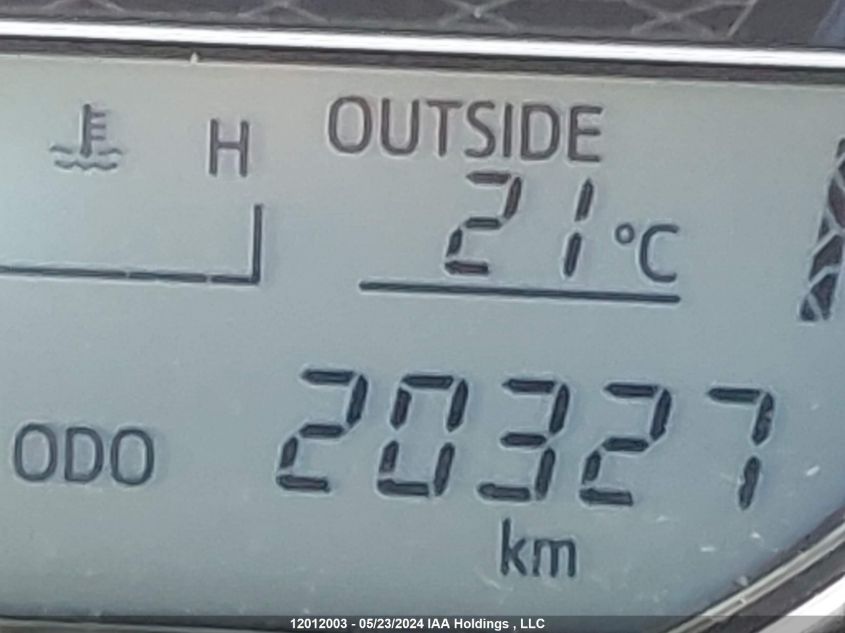 H OUTSIDE
21 °C
ODO 20327
km
12012003 - 05/23/2024 IAA Holdings , LLC